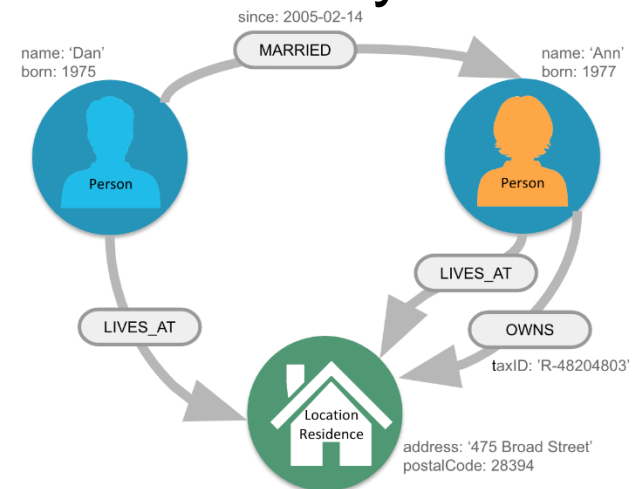 since: 2005-02-14
MARRIED
name: ‘Dan’
born: 1975
name: ‘Ann’
born: 1977
Person
Person
LIVES_AT
LIVES_AT
OWNS
taxID: ’R-48204803’
Location
Residence
address: ‘475 Broad Street’
postalCode: 28394